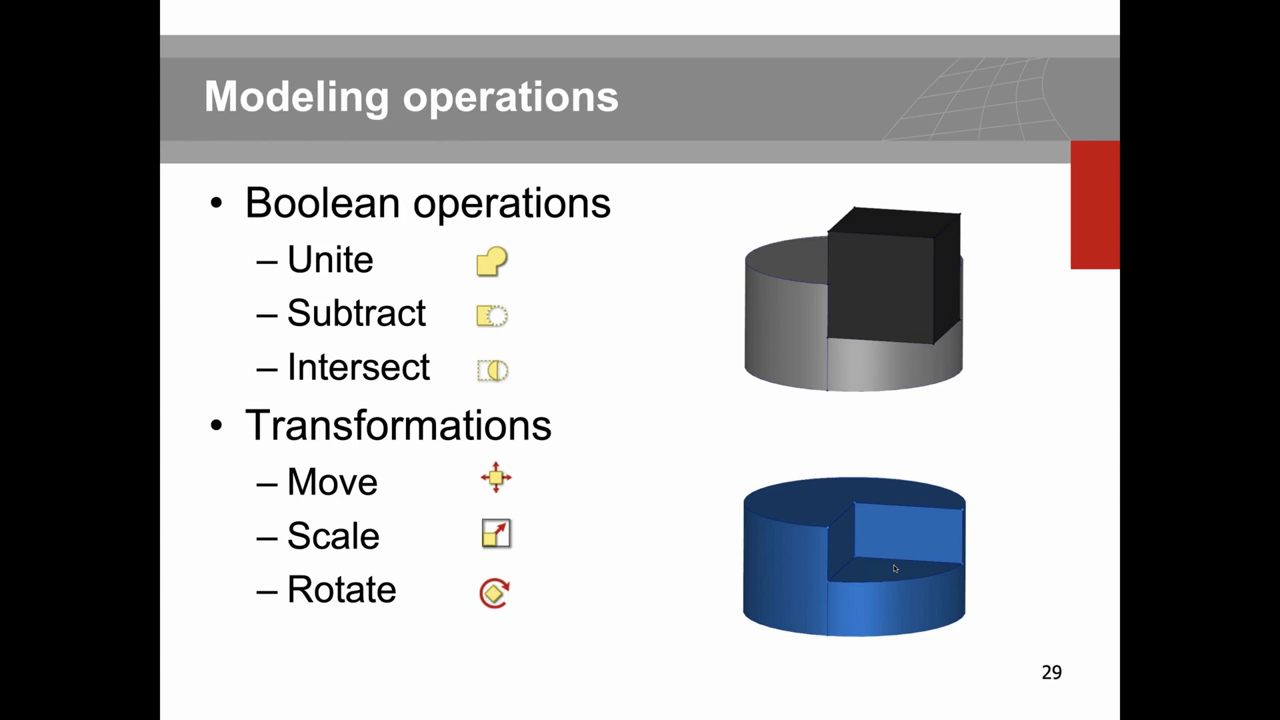 Modeling operations
• Boolean operations
– Unite
– Subtract
– Intersect
• Transformations
– Move
– Scale
– Rotate
29